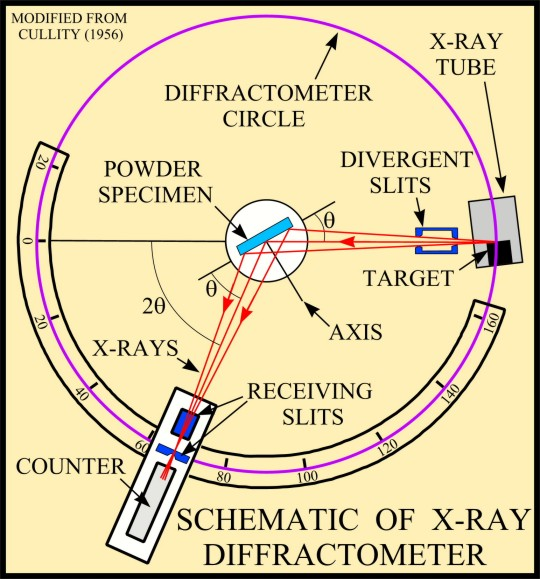 MODIFIED FROM
CULLITY (1956)
X-RAY
TUBE
DIFFRACTOMETER
CIRCLE
DIVERGENT
SLITS
POWDER
SPECIMEN
20
θ
0
TARGET
θ
2θ
AXIS
20
160
X-RAYS
40
140
RECEIVING
SLITS
60
120
COUNTER
80
100
SCHEMATIC OF X-RAY
DIFFRACTOMETER